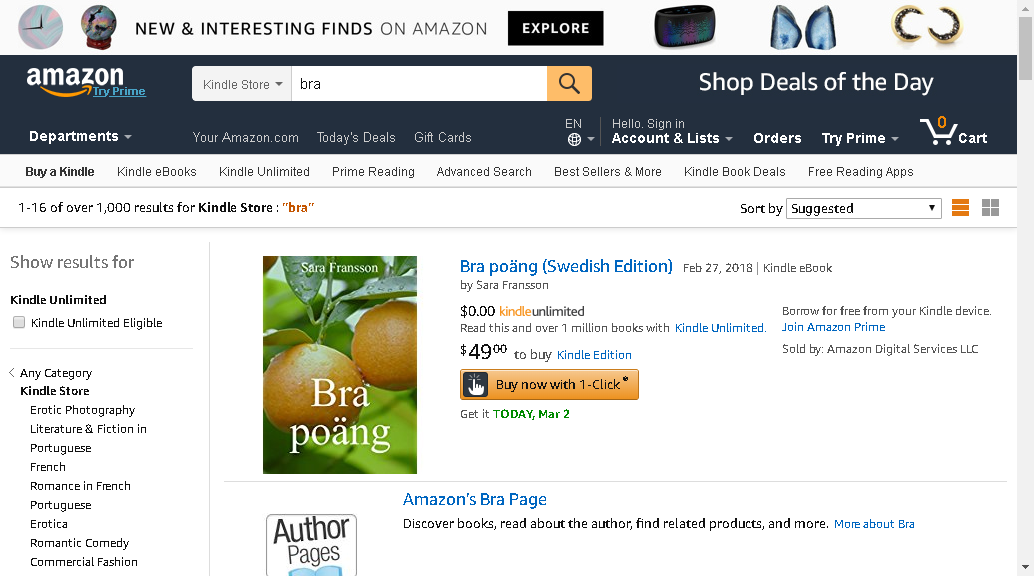 NEW & INTERESTING FINDS ON AMAZON EXPLORE
amazon
Try Prime
Kindle Store bra
Shop Deals of the Day
Departments
Your Amazon.com Today's Deals Gift Cards
EN
Hello. Sign in
Account & Lists Orders Try Prime 0 Cart
Buy a Kindle Kindle eBooks Kindle Unlimited Prime Reading Advanced Search Best Sellers & More Kindle Book Deals Free Reading Apps
1-16 of over 1,000 results for Kindle Store : "bra"
Sort by Suggested
Show results for
Kindle Unlimited
Kindle Unlimited Eligible
Any Category
Kindle Store
Erotic Photography
Literature & Fiction in
Portuguese
French
Romance in French
Portuguese
Erotica
Romantic Comedy
Commercial Fashion
Sara Fransson
Bra
poäng
Bra poäng (Swedish Edition) Feb 27, 2018 | Kindle eBook
by Sara Fransson
$0.00 kindleunlimited
Read this and over 1 million books with Kindle Unlimited.
$4900 to buy Kindle Edition
Buy now with 1-Click®
Get it TODAY, Mar 2
Borrow for free from your Kindle device.
Join Amazon Prime
Sold by: Amazon Digital Services LLC
Author
Pages
Amazon's Bra Page
Discover books, read about the author, find related products, and more. More about Bra